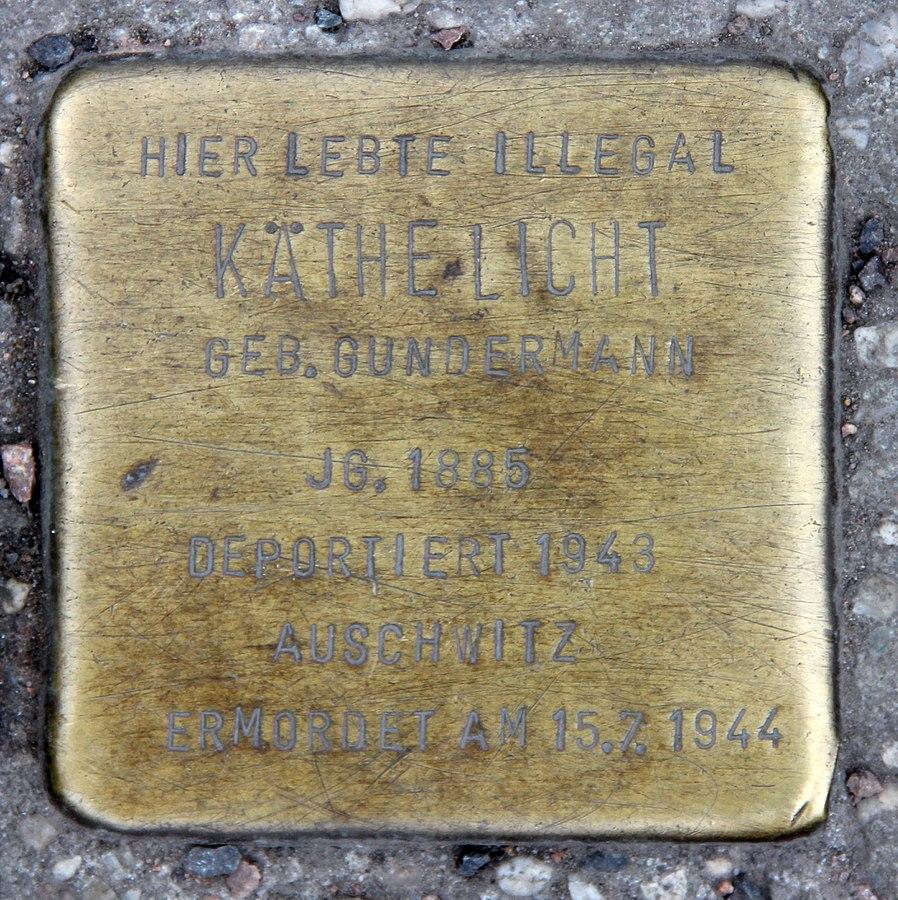 HIER LEBTE ILLEGAL
KÄTHE LICHT
GEB. GUNDERMANN
JG. 1885
DEPORTIERT 1943
AUSCHWITZ
ERMORDET AM 15.7. 1944